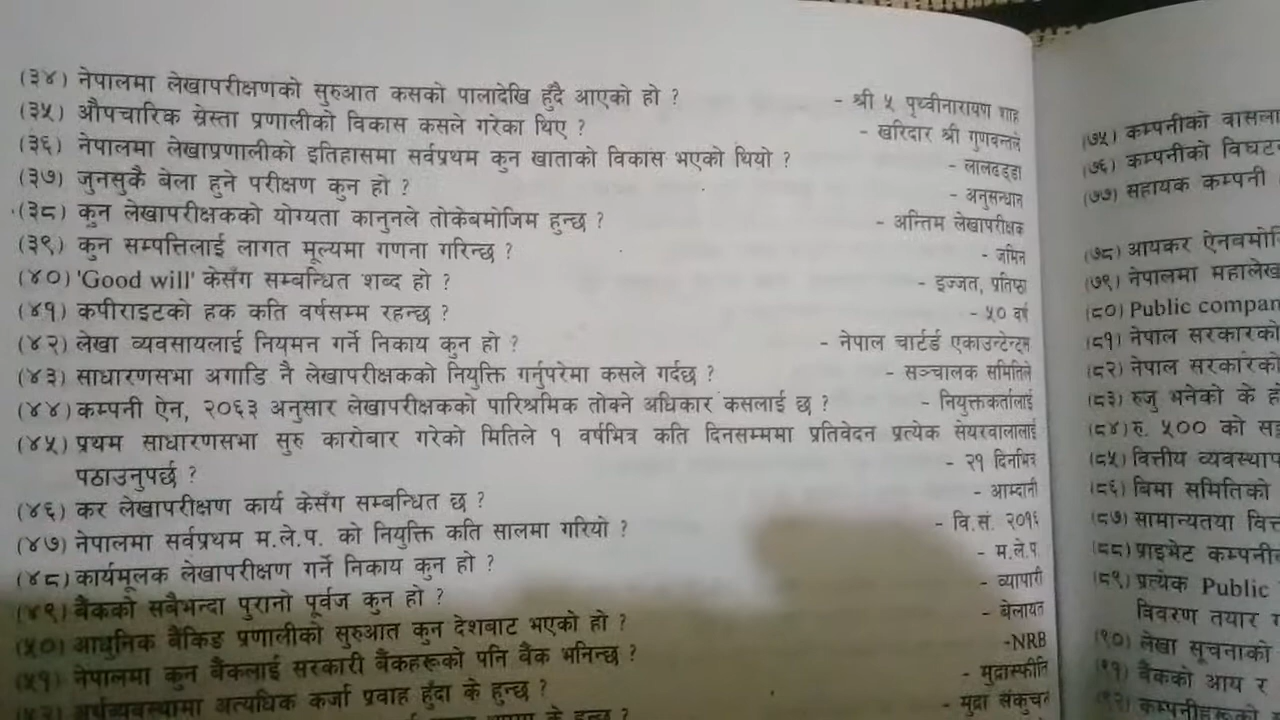 (३४) नेपालमा लेखापरीक्षणको सुरुआत कसको पालादेखि हुँदै आएको हो ? - श्री ५ पृथ्वीनारायण शाह
(३५) औपचारिक स्रेस्ता प्रणालीको विकास कसले गरेका थिए ? - खरिदार श्री गुणवन्तले
(३६) नेपालमा लेखाप्रणालीको इतिहासमा सर्वप्रथम कुन खाताको विकास भएको थियो ? - लालढड्डा
(३७) जुनसुकै बेला हुने परीक्षण कुन हो ? - अनुसन्धान
(३८) कुन लेखापरीक्षकको योग्यता कानुनले तोकेबमोजिम हुन्छ ? - अन्तिम लेखापरीक्षक
(३९) कुन सम्पत्तिलाई लागत मूल्यमा गणना गरिन्छ ? - जमिन
(४०) 'Good will' केसँग सम्बन्धित शब्द हो ? - इज्जत, प्रतिष्ठा
(४१) कपीराइटको हक कति वर्षसम्म रहन्छ ? - ५० वर्ष
(४२) लेखा व्यवसायलाई नियमन गर्ने निकाय कुन हो ? - नेपाल चार्टर्ड एकाउन्टेन्ट्स
(४३) साधारणसभा अगाडि नै लेखापरीक्षकको नियुक्ति गर्नुपरेमा कसले गर्दछ ? - सञ्चालक समितिले
(४४) कम्पनी ऐन, २०६३ अनुसार लेखापरीक्षकको पारिश्रमिक तोक्ने अधिकार कसलाई छ ? - नियुक्तकर्तालाई
(४५) प्रथम साधारणसभा सुरु कारोबार गरेको मितिले १ वर्षभित्र कति दिनसम्ममा प्रतिवेदन प्रत्येक सेयरवालालाई
पठाउनुपर्छ ? - २१ दिनभित्र
(४६) कर लेखापरीक्षण कार्य केसँग सम्बन्धित छ ? - आम्दानी
(४७) नेपालमा सर्वप्रथम म.ले.प. को नियुक्ति कति सालमा गरियो ? - वि.सं. २०१६
(४८) कार्यमूलक लेखापरीक्षण गर्ने निकाय कुन हो ? - म.ले.प.
(४९) बैंकको सबैभन्दा पुरानो पूर्वज कुन हो ? - व्यापारी
(५०) आधुनिक बैंकिङ प्रणालीको सुरुआत कुन देशबाट भएको हो ? - बेलायत
(५१) नेपालमा कुन बैंकलाई सरकारी बैंकहरूको पनि बैंक भनिन्छ ? -NRB
(५२) अर्थव्यवस्थामा अत्यधिक कर्जा प्रवाह हुँदा के हुन्छ ? - मुद्रास्फीति
के हुन्छ ? - मुद्रा संकुचन
(७५) कम्पनीको वासला
(७६) कम्पनीको
(७७) सहायक कम्पनी
(७८) आयकर
(७९) नेपालमा
(८०) Public
(८१) नेपाल सरकारको
(८२) नेपाल सरकारको
(८३) रुजु भनेको के
(८४) रु. ५०० को
(८५) वित्तीय
(८६) बिमा समितिको
(८७) सामान्यतया
(८८) प्राइभेट
(८९) प्रत्येक Public
विवरण तयार
(९०) लेखा सूचनाको
(९१) बैंकको आय र
(९२) कम्पनीहरूको